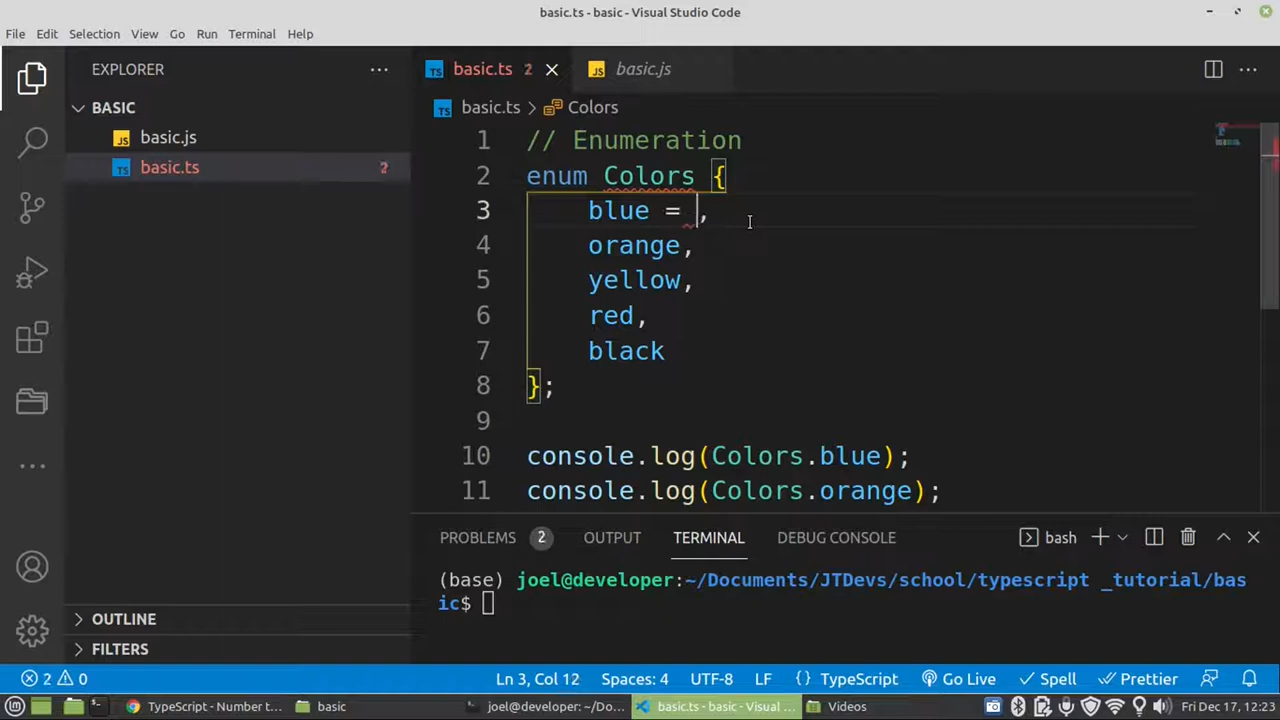 basic.ts - basic - Visual Studio Code
File Edit Selection View Go Run Terminal Help
EXPLORER
BASIC
basic.js
basic.ts 2
OUTLINE
FILTERS
TS basic.ts 2
JS basic.js
TS basic.ts > Colors
1 // Enumeration
2 enum Colors {
3 blue = ,
4 orange,
5 yellow,
6 red,
7 black
8 };
9
10 console.log(Colors.blue);
11 console.log(Colors.orange);
PROBLEMS 2 OUTPUT TERMINAL DEBUG CONSOLE bash
(base) joel@developer:~/Documents/JTDevs/school/typescript _tutorial/bas
ic$
2 0 Ln 3, Col 12 Spaces: 4 UTF-8 LF {} TypeScript Go Live Spell Prettier
TypeScript - Number t... basic joel@developer: ~/Do... basic.ts - basic - Visual ... Videos Fri Dec 17, 12:23